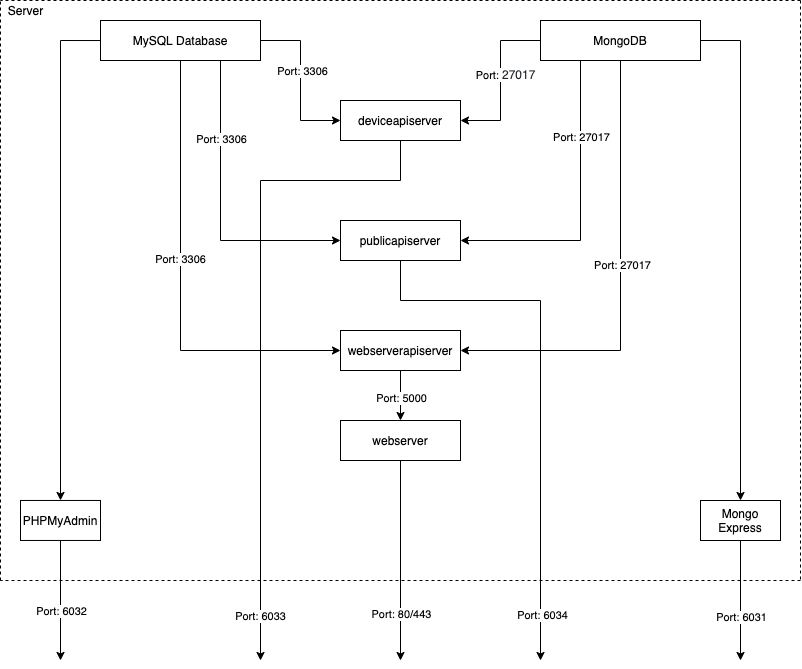 Server
MySQL Database
MongoDB
Port: 3306
Port: 27017
deviceapiserver
Port: 3306
Port: 27017
publicapiserver
Port: 3306
Port: 27017
webserverapiserver
Port: 5000
webserver
PHPMyAdmin
Mongo
Express
Port: 6032
Port: 6033
Port: 80/443
Port: 6034
Port: 6031